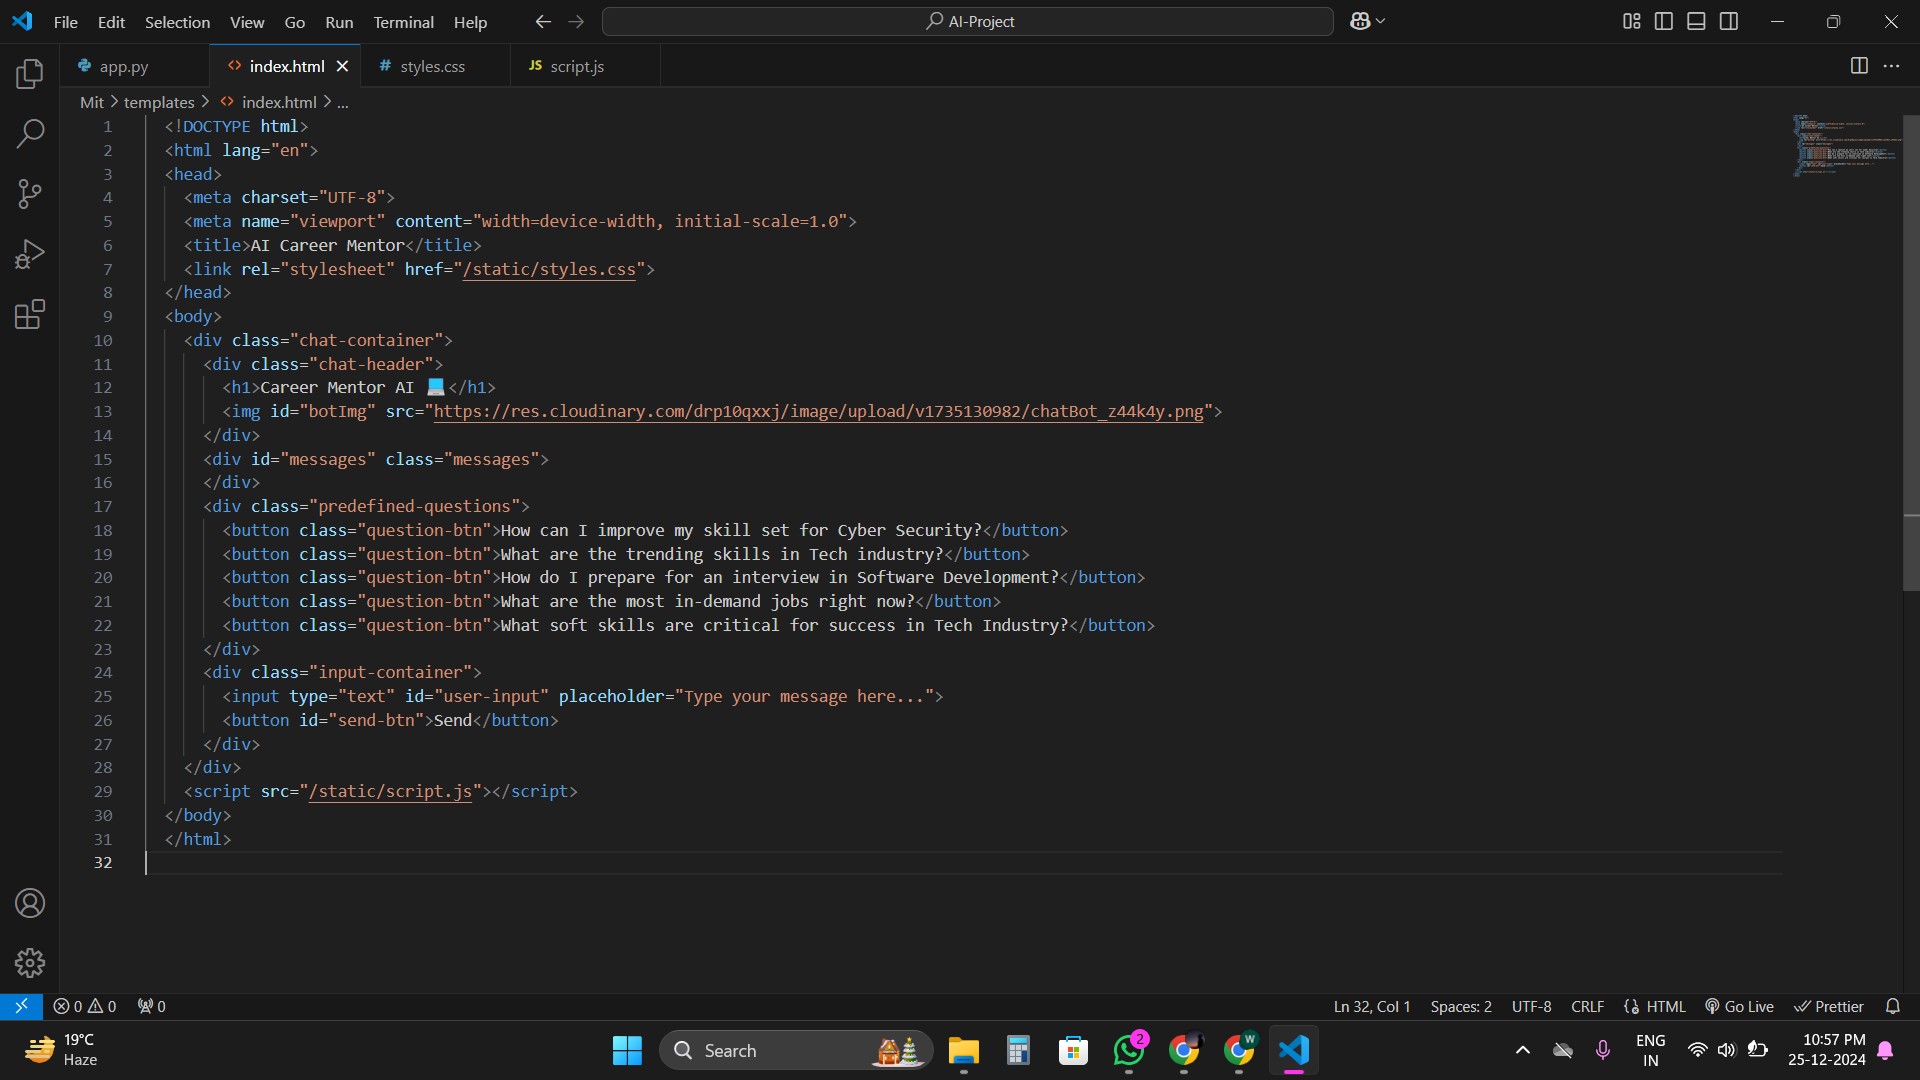 File Edit Selection View Go Run Terminal Help AI-Project
app.py index.html styles.css JS script.js
Mit > templates > index.html > ...
1 <!DOCTYPE html>
2 <html lang="en">
3 <head>
4 <meta charset="UTF-8">
5 <meta name="viewport" content="width=device-width, initial-scale=1.0">
6 <title>AI Career Mentor</title>
7 <link rel="stylesheet" href="/static/styles.css">
8 </head>
9 <body>
10 <div class="chat-container">
11 <div class="chat-header">
12 <h1>Career Mentor AI 💻</h1>
13 <img id="botImg" src="https://res.cloudinary.com/drp10qxxj/image/upload/v1735130982/chatBot_z44k4y.png">
14 </div>
15 <div id="messages" class="messages">
16 </div>
17 <div class="predefined-questions">
18 <button class="question-btn">How can I improve my skill set for Cyber Security?</button>
19 <button class="question-btn">What are the trending skills in Tech industry?</button>
20 <button class="question-btn">How do I prepare for an interview in Software Development?</button>
21 <button class="question-btn">What are the most in-demand jobs right now?</button>
22 <button class="question-btn">What soft skills are critical for success in Tech Industry?</button>
23 </div>
24 <div class="input-container">
25 <input type="text" id="user-input" placeholder="Type your message here...">
26 <button id="send-btn">Send</button>
27 </div>
28 </div>
29 <script src="/static/script.js"></script>
30 </body>
31 </html>
32
0 0 0 Ln 32, Col 1 Spaces: 2 UTF-8 CRLF {} HTML Go Live Prettier
19°C
Haze
Search
2
W
ENG
IN
10:57 PM
25-12-2024